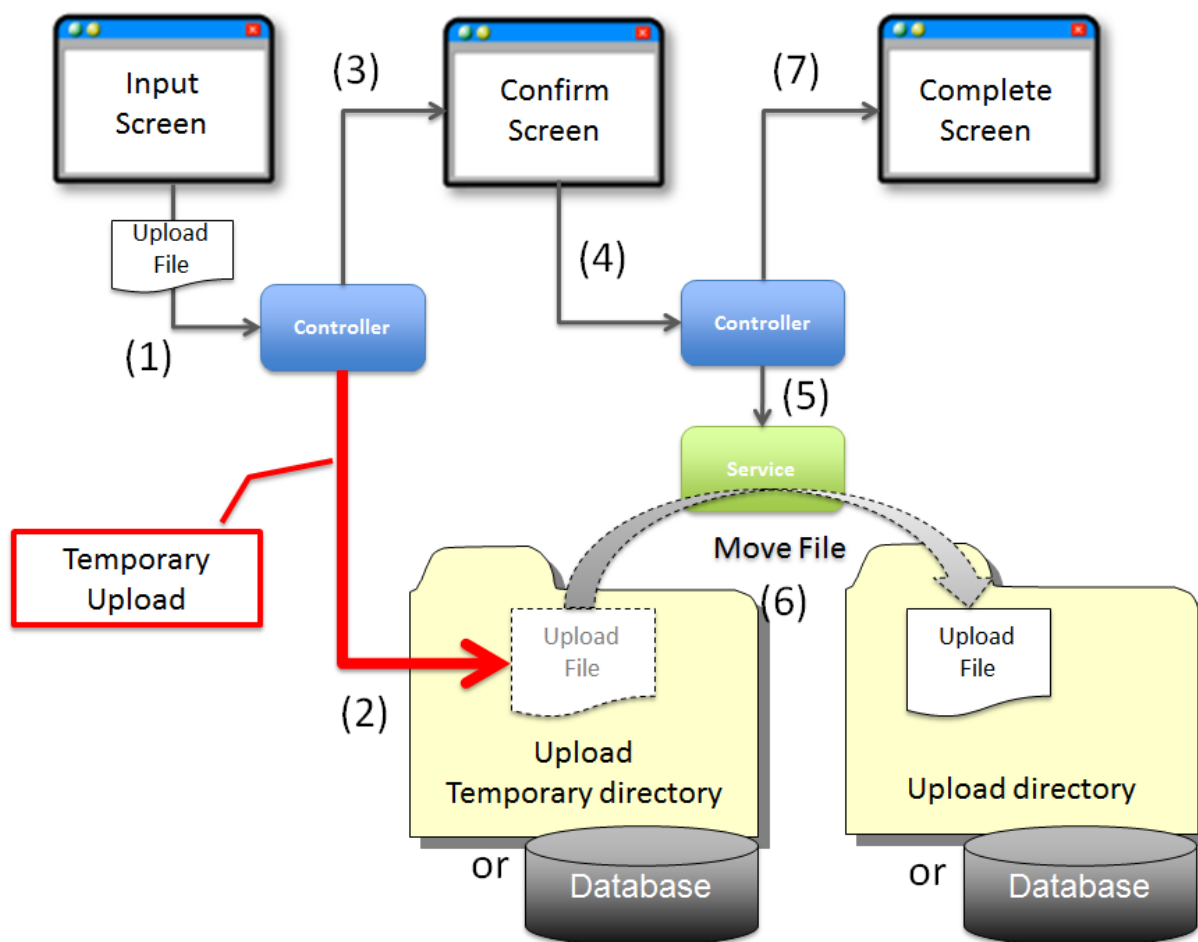 Input
Screen
(3)
Confirm
Screen
(7)
Complete
Screen
Upload
File
(1)
Controller
(4)
Controller
(5)
Service
Temporary
Upload
Move File
(6)
Upload
File
(2)
Upload
Temporary directory
or
Database
Upload
File
Upload directory
or
Database